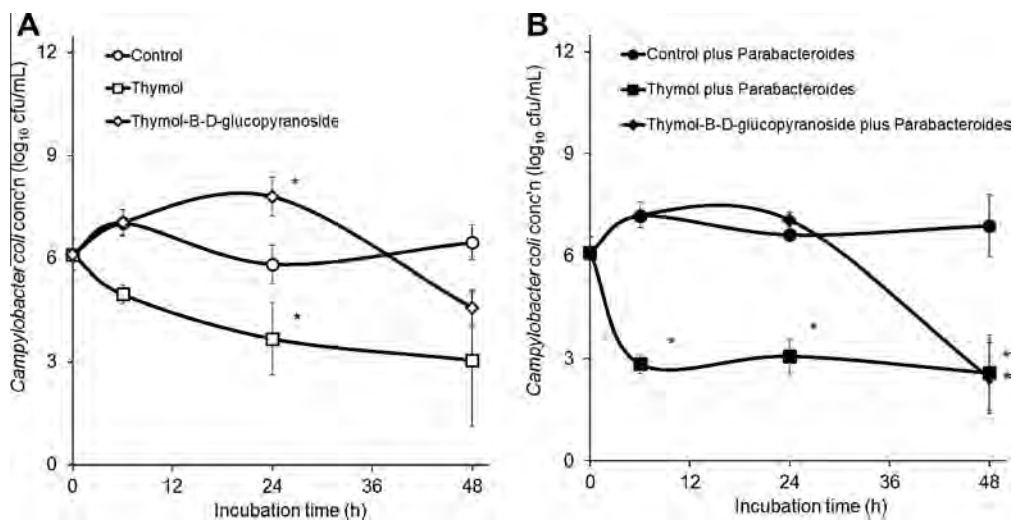 A
Campylobacter coli conc'n (log10 cfu/mL)
12
9
6
3
0
Control
Thymol
Thymol-B-D-glucopyranoside
*
*
0
12
24
36
48
Incubation time (h)
B
Campylobacter coli conc'n (log10 cfu/mL)
12
9
6
3
0
Control plus Parabacteroides
Thymol plus Parabacteroides
Thymol-B-D-glucopyranoside plus Parabacteroides
*
*
*
*
0
12
24
36
48
Incubation time (h)